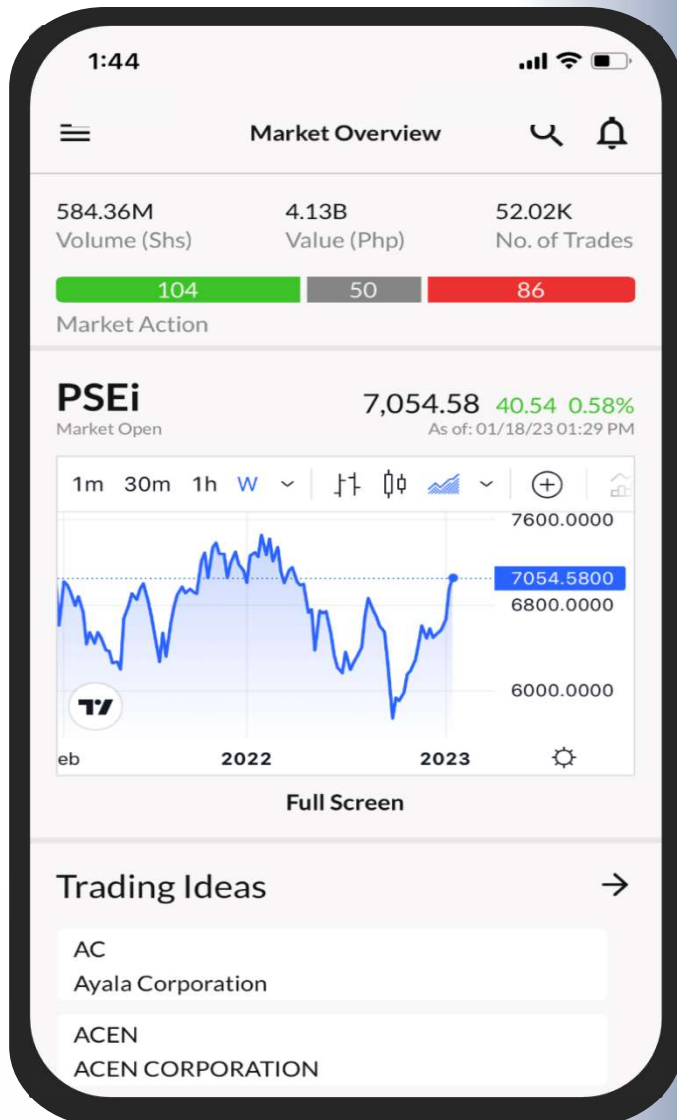 1:44
Market Overview
584.36M 4.13B 52.02K
Volume (Shs) Value (Php) No. of Trades
104 50 86
Market Action
PSEi 7,054.58 40.54 0.58%
Market Open As of: 01/18/23 01:29 PM
1m 30m 1h W
7600.0000
7054.5800
6800.0000
6000.0000
eb 2022 2023
Full Screen
Trading Ideas
AC
Ayala Corporation
ACEN
ACEN CORPORATION